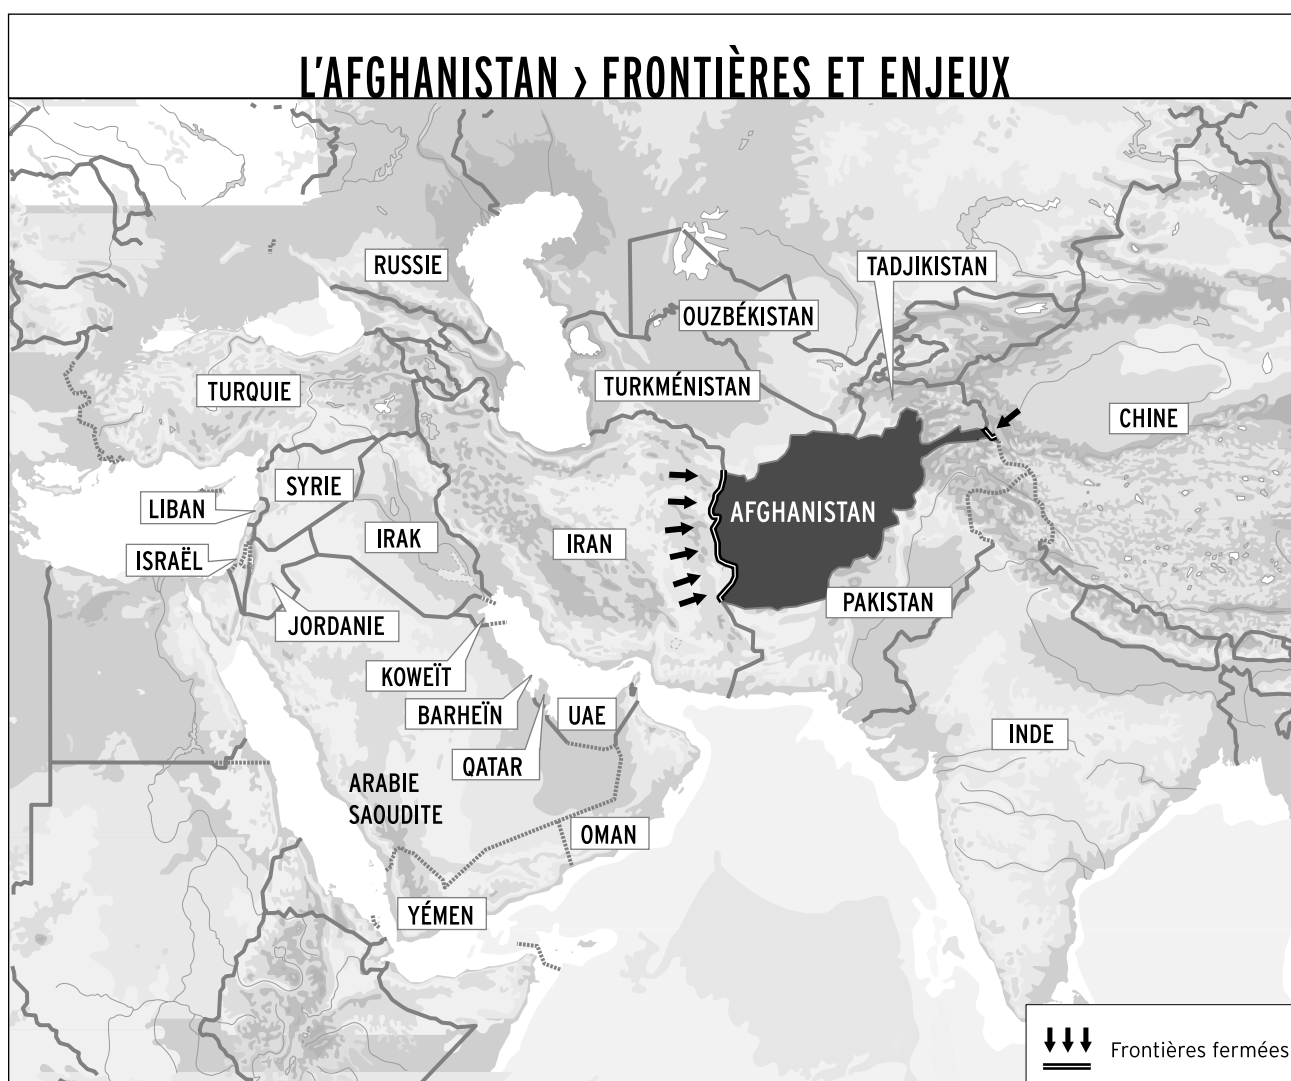 L'AFGHANISTAN › FRONTIÈRES ET ENJEUX
RUSSIE
TADJIKISTAN
OUZBÉKISTAN
TURKMÉNISTAN
TURQUIE
CHINE
SYRIE
LIBAN
AFGHANISTAN
IRAK
IRAN
ISRAËL
PAKISTAN
JORDANIE
KOWEÏT
BARHEÏN
UAE
INDE
QATAR
ARABIE
SAOUDITE
OMAN
YÉMEN
Frontières fermées